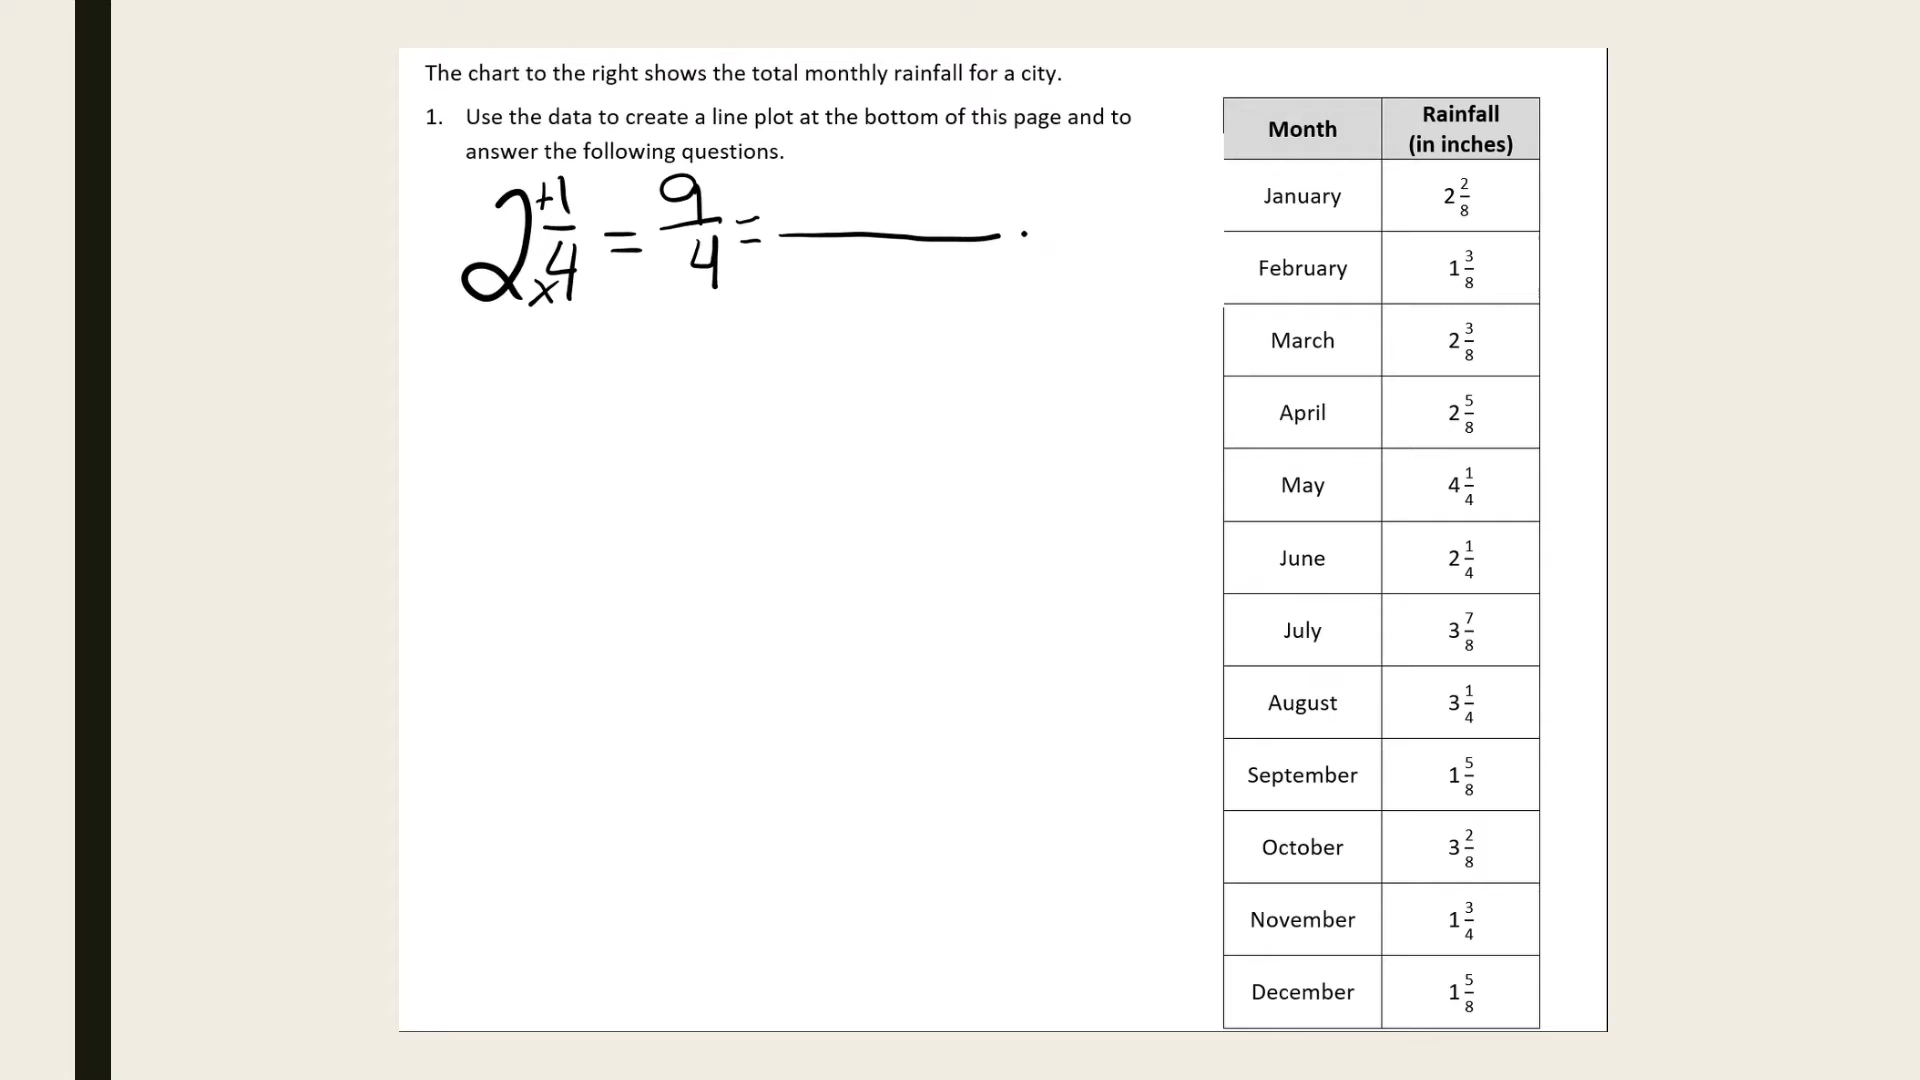 The chart to the right shows the total monthly rainfall for a city.
1. Use the data to create a line plot at the bottom of this page and to
answer the following questions.
2 +1/4 x = 9/4 =
Month Rainfall (in inches)
January 2 2/8
February 1 3/8
March 2 3/8
April 2 5/8
May 4 1/4
June 2 1/4
July 3 7/8
August 3 1/4
September 1 5/8
October 3 2/8
November 1 3/4
December 1 5/8